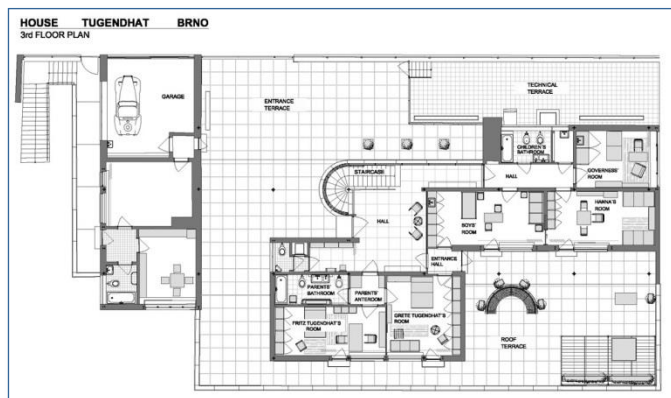 HOUSE TUGENDHAT BRNO
3rd FLOOR PLAN
GARAGE
ENTRANCE
TERRACE
TECHNICAL
TERRACE
CHILDREN'S
BATHROOM
GOVERNESS'
ROOM
STAIRCASE
HALL
HALL
BOYS'
ROOM
HANNA'S
ROOM
ENTRANCE
HALL
PARENTS'
BATHROOM
PARENTS'
ANTEROOM
FRITZ TUGENDHAT'S
ROOM
GRETE TUGENDHAT'S
ROOM
ROOF
TERRACE